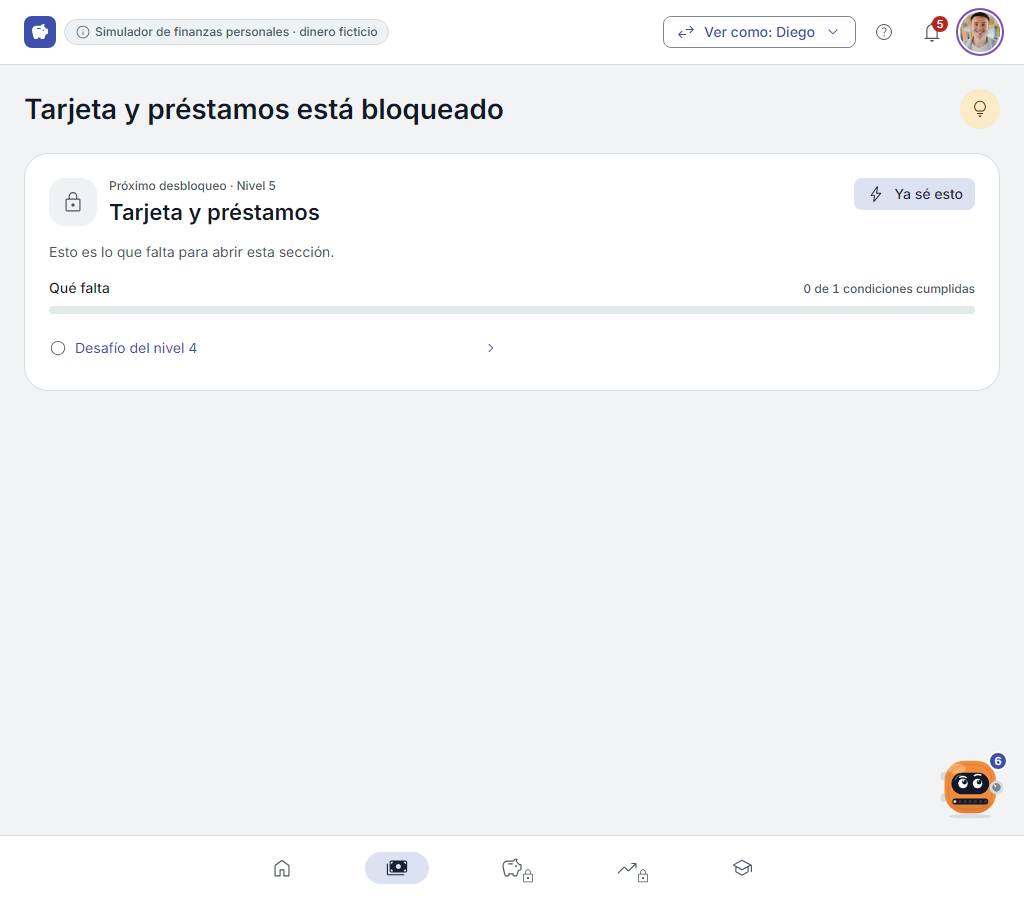 Simulador de finanzas personales · dinero ficticio
Ver como: Diego
5
Tarjeta y préstamos está bloqueado
Próximo desbloqueo · Nivel 5
Tarjeta y préstamos
Ya sé esto
Esto es lo que falta para abrir esta sección.
Qué falta
0 de 1 condiciones cumplidas
Desafío del nivel 4
6